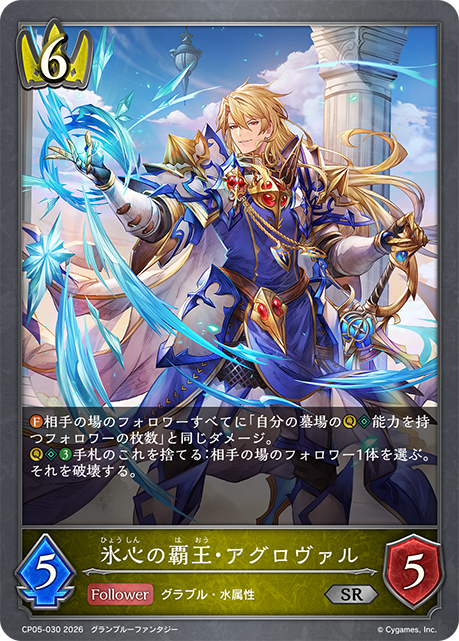 6
F相手の場のフォロワーすべてに「自分の墓場のQ◇能力を持
つフォロワーの枚数」と同じダメージ。
Q◇3手札のこれを捨てる：相手の場のフォロワー1体を選ぶ。
それを破壊する。
ひょうしん は おう
氷心の覇王・アグロヴァル
5
Follower グラブル・水属性
SR
5
CP05-030 2026 グランブルーファンタジー
© Cygames, Inc.